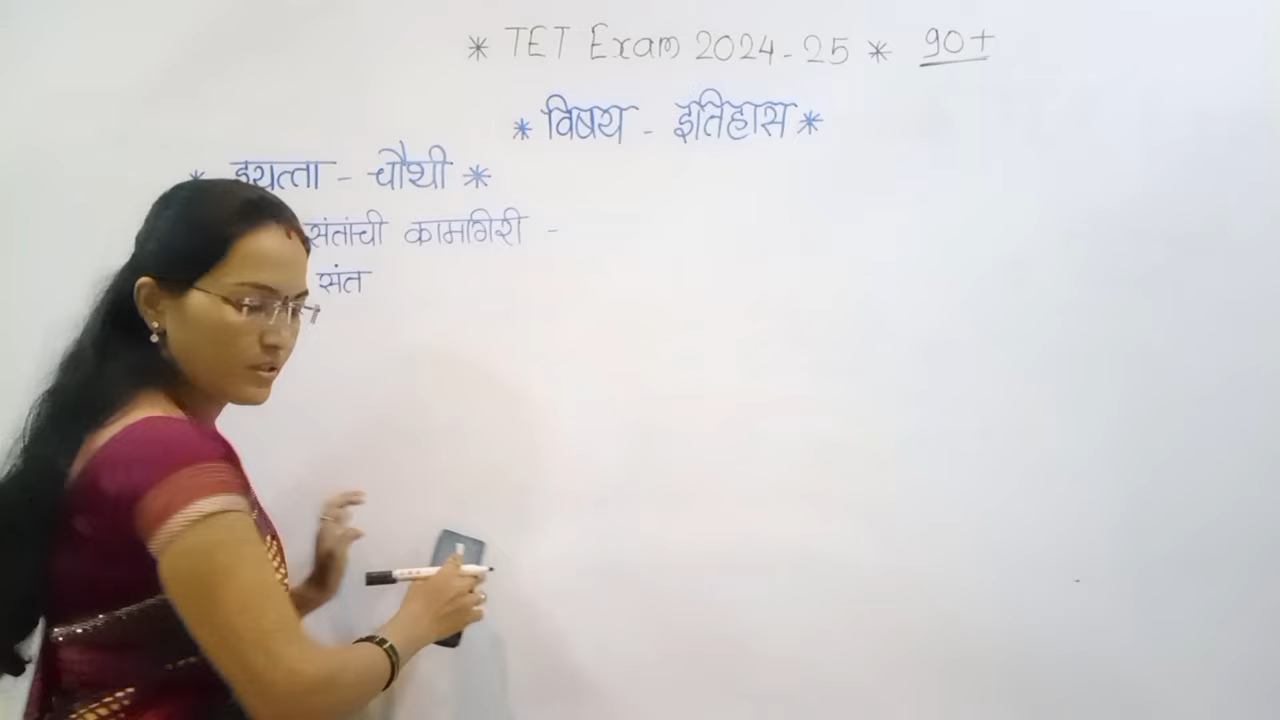 * TET Exam 2024-25 * 90+
* विषय - इतिहास *
* इयत्ता - चौथी *
संतांची कामगिरी -
संत